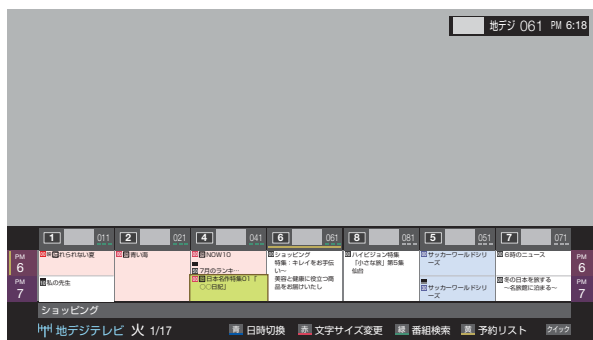 地デジ 061 PM 6:18
1 011 2 021 4 041 6 061 8 081 5 051 7 071
PM 6
れられない夏
青い海
NOW10
7月のランキ…
ショッピング
特集：キレイをお手伝
い〜
美容と健康に役立つ商
品をお届けいたし
ハイビジョン特集
「小さな旅」第5集
仙台
サッカーワールドシリ
ーズ
6時のニュース
PM 6
PM 7
私の先生
日本名作特集01『
○○日記』
サッカーワールドシリ
ーズ
冬の日本を旅する
〜名旅館に泊まる〜
PM 7
ショッピング
地デジテレビ 火 1/17 青 日時切換 赤 文字サイズ変更 緑 番組検索 黄 予約リスト クイック